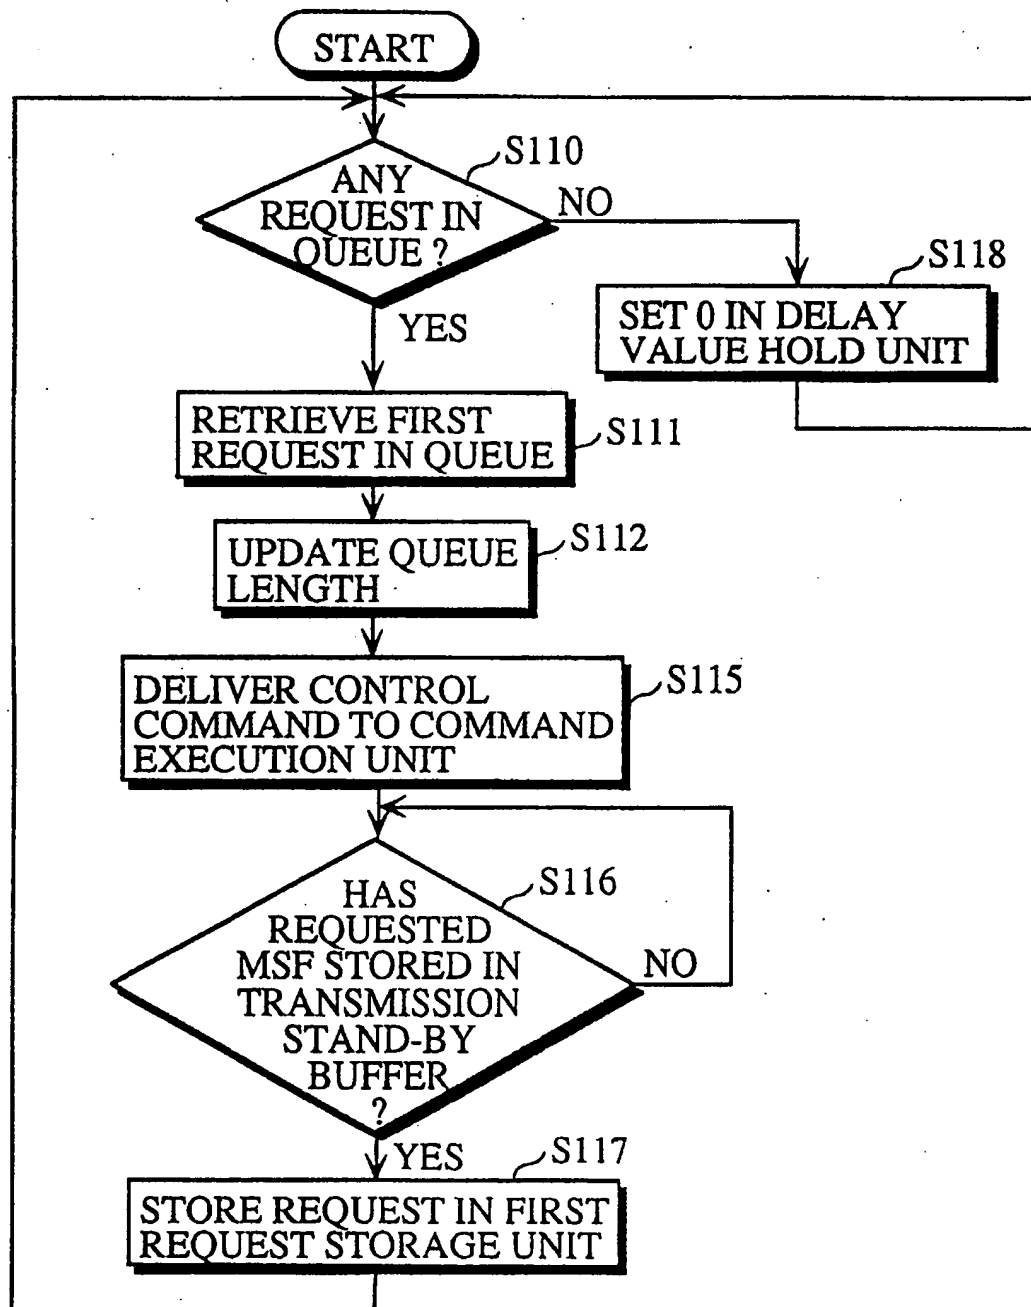 START
S110
ANY
REQUEST IN
QUEUE ?
NO
S118
SET 0 IN DELAY
VALUE HOLD UNIT
YES
RETRIEVE FIRST
REQUEST IN QUEUE
S111
UPDATE QUEUE
LENGTH
S112
DELIVER CONTROL
COMMAND TO COMMAND
EXECUTION UNIT
S115
HAS
REQUESTED
MSF STORED IN
TRANSMISSION
STAND-BY
BUFFER
?
S116
NO
YES
S117
STORE REQUEST IN FIRST
REQUEST STORAGE UNIT